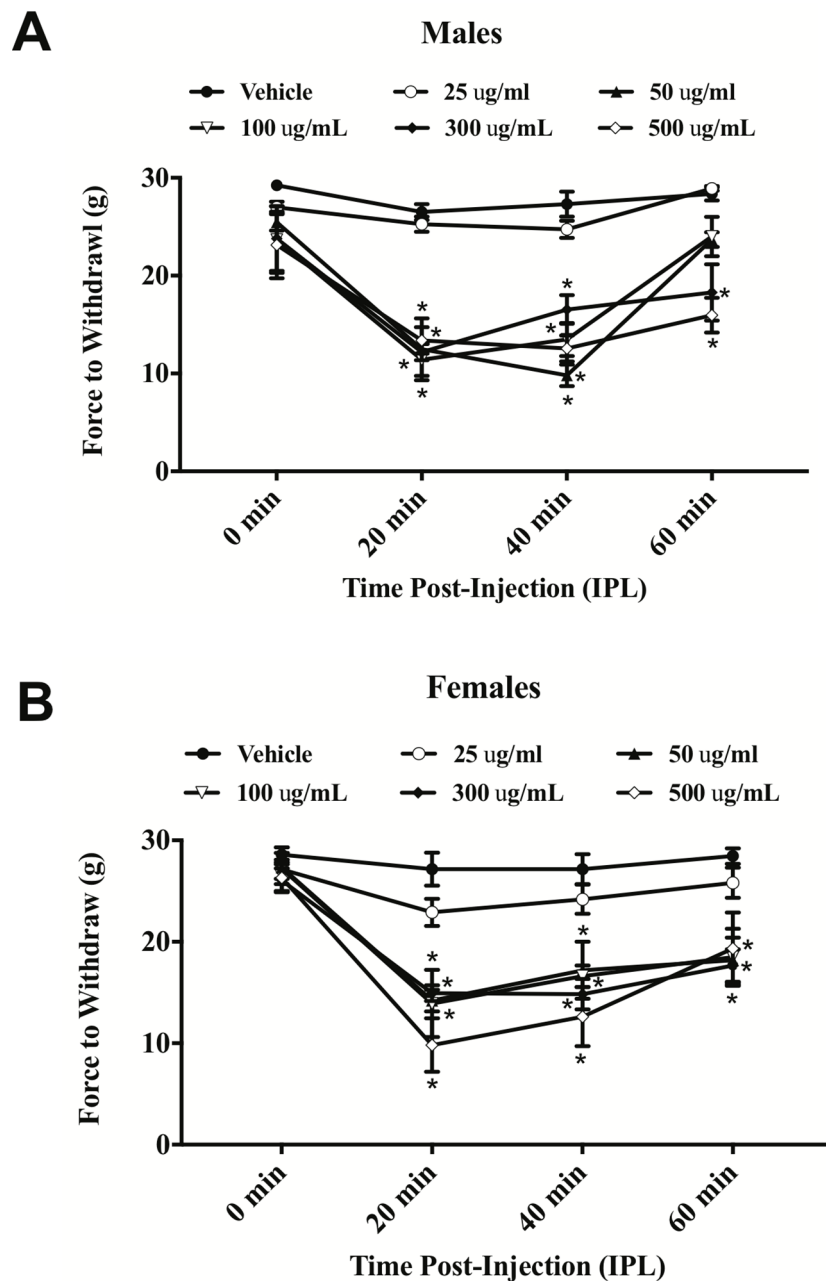 A
Males
Vehicle 25 ug/ml 50 ug/ml
100 ug/mL 300 ug/mL 500 ug/mL
Force to Withdrawl (g)
30
20
10
0
* * * *
* * * *
* *
0 min 20 min 40 min 60 min
Time Post-Injection (IPL)
B
Females
Vehicle 25 ug/ml 50 ug/ml
100 ug/mL 300 ug/mL 500 ug/mL
Force to Withdraw (g)
30
20
10
0
* * * *
* * * *
* * *
0 min 20 min 40 min 60 min
Time Post-Injection (IPL)